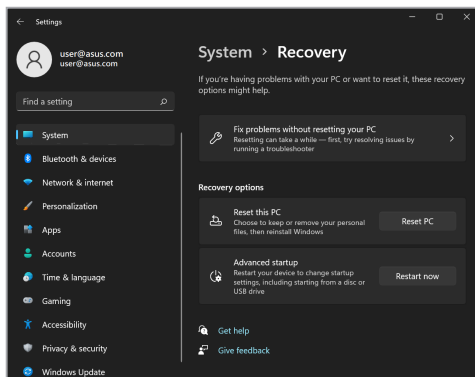 Settings
user@asus.com
user@asus.com
Find a setting
System
Bluetooth & devices
Network & internet
Personalization
Apps
Accounts
Time & language
Gaming
Accessibility
Privacy & security
Windows Update
System > Recovery
If you're having problems with your PC or want to reset it, these recovery
options might help.
Fix problems without resetting your PC
Resetting can take a while — first, try resolving issues by
running a troubleshooter
Recovery options
Reset this PC
Choose to keep or remove your personal
files, then reinstall Windows
Reset PC
Advanced startup
Restart your device to change startup
settings, including starting from a disc or
USB drive
Restart now
Get help
Give feedback